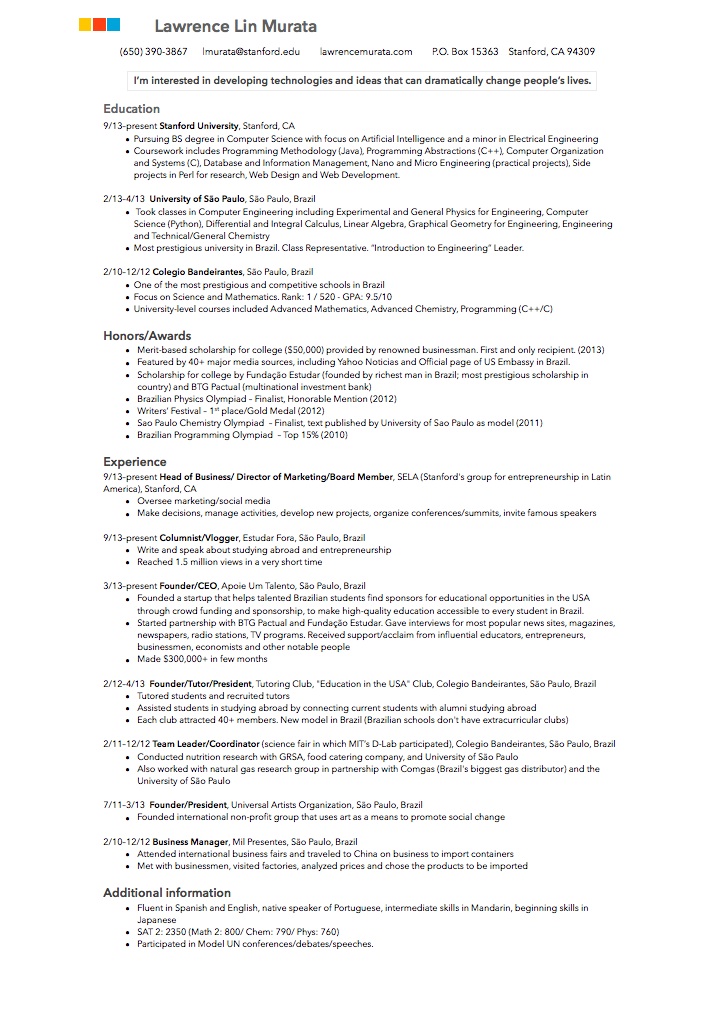 Lawrence Lin Murata
(650) 390-3867 lmurata@stanford.edu lawrencemurata.com P.O. Box 15363 Stanford, CA 94309
I'm interested in developing technologies and ideas that can dramatically change people's lives.
Education
9/13-present Stanford University, Stanford, CA
• Pursuing BS degree in Computer Science with focus on Artificial Intelligence and a minor in Electrical Engineering
• Coursework includes Programming Methodology (Java), Programming Abstractions (C++), Computer Organization
and Systems (C), Database and Information Management, Nano and Micro Engineering (practical projects), Side
projects in Perl for research, Web Design and Web Development.
2/13-4/13 University of São Paulo, São Paulo, Brazil
• Took classes in Computer Engineering including Experimental and General Physics for Engineering, Computer
Science (Python), Differential and Integral Calculus, Linear Algebra, Graphical Geometry for Engineering, Engineering
and Technical/General Chemistry
• Most prestigious university in Brazil. Class Representative. "Introduction to Engineering" Leader.
2/10-12/12 Colegio Bandeirantes, São Paulo, Brazil
• One of the most prestigious and competitive schools in Brazil
• Focus on Science and Mathematics. Rank: 1 / 520 - GPA: 9.5/10
• University-level courses included Advanced Mathematics, Advanced Chemistry, Programming (C++/C)
Honors/Awards
• Merit-based scholarship for college ($50,000) provided by renowned businessman. First and only recipient. (2013)
• Featured by 40+ major media sources, including Yahoo Noticias and Official page of US Embassy in Brazil.
• Scholarship for college by Fundação Estudar (founded by richest man in Brazil; most prestigious scholarship in
country) and BTG Pactual (multinational investment bank)
• Brazilian Physics Olympiad – Finalist, Honorable Mention (2012)
• Writers' Festival – 1st place/Gold Medal (2012)
• Sao Paulo Chemistry Olympiad – Finalist, text published by University of Sao Paulo as model (2011)
• Brazilian Programming Olympiad – Top 15% (2010)
Experience
9/13-present Head of Business/ Director of Marketing/Board Member, SELA (Stanford's group for entrepreneurship in Latin
America), Stanford, CA
• Oversee marketing/social media
• Make decisions, manage activities, develop new projects, organize conferences/summits, invite famous speakers
9/13-present Columnist/Vlogger, Estudar Fora, São Paulo, Brazil
• Write and speak about studying abroad and entrepreneurship
• Reached 1.5 million views in a very short time
3/13-present Founder/CEO, Apoie Um Talento, São Paulo, Brazil
• Founded a startup that helps talented Brazilian students find sponsors for educational opportunities in the USA
through crowd funding and sponsorship, to make high-quality education accessible to every student in Brazil.
• Started partnership with BTG Pactual and Fundação Estudar. Gave interviews for most popular news sites, magazines,
newspapers, radio stations, TV programs. Received support/acclaim from influential educators, entrepreneurs,
businessmen, economists and other notable people
• Made $300,000+ in few months
2/12-4/13 Founder/Tutor/President, Tutoring Club, "Education in the USA" Club, Colegio Bandeirantes, São Paulo, Brazil
• Tutored students and recruited tutors
• Assisted students in studying abroad by connecting current students with alumni studying abroad
• Each club attracted 40+ members. New model in Brazil (Brazilian schools don't have extracurricular clubs)
2/11-12/12 Team Leader/Coordinator (science fair in which MIT's D-Lab participated), Colegio Bandeirantes, São Paulo, Brazil
• Conducted nutrition research with GRSA, food catering company, and University of São Paulo
• Also worked with natural gas research group in partnership with Comgas (Brazil's biggest gas distributor) and the
University of São Paulo
7/11-3/13 Founder/President, Universal Artists Organization, São Paulo, Brazil
• Founded international non-profit group that uses art as a means to promote social change
2/10-12/12 Business Manager, Mil Presentes, São Paulo, Brazil
• Attended international business fairs and traveled to China on business to import containers
• Met with businessmen, visited factories, analyzed prices and chose the products to be imported
Additional information
• Fluent in Spanish and English, native speaker of Portuguese, intermediate skills in Mandarin, beginning skills in
Japanese
• SAT 2: 2350 (Math 2: 800/ Chem: 790/ Phys: 760)
• Participated in Model UN conferences/debates/speeches.